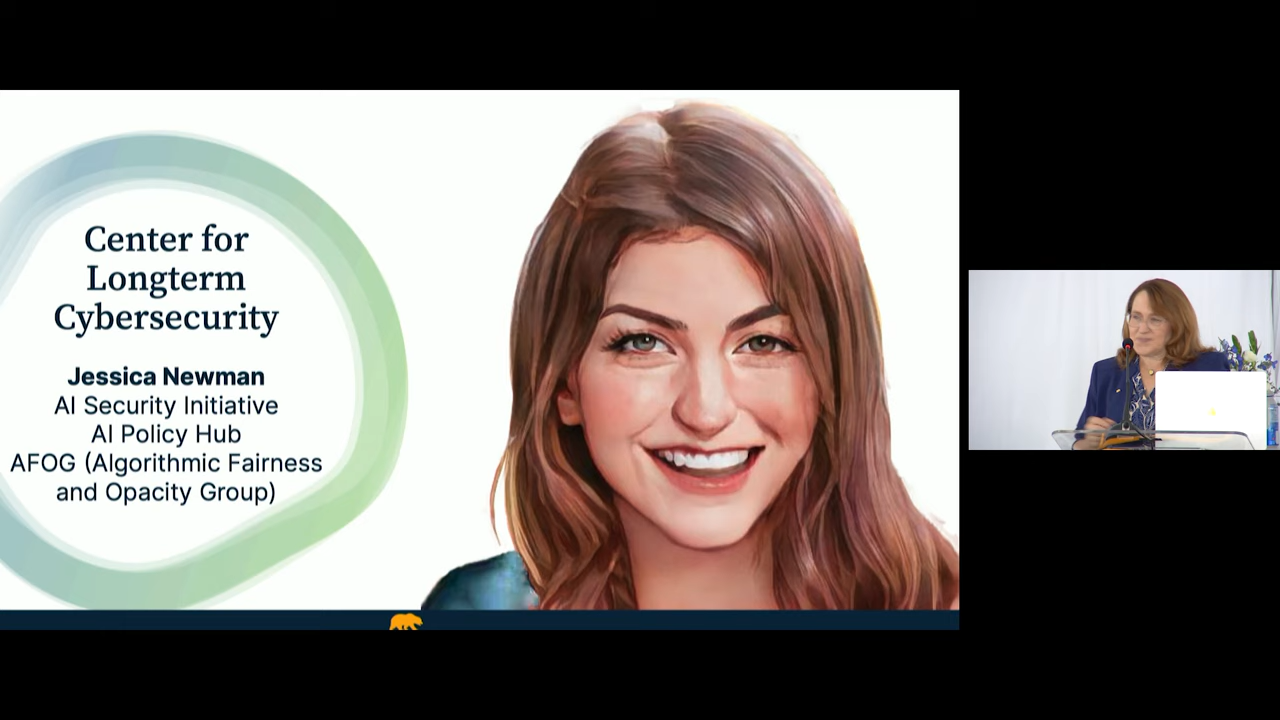 Center for
Longterm
Cybersecurity
Jessica Newman
AI Security Initiative
AI Policy Hub
AFOG (Algorithmic Fairness
and Opacity Group)